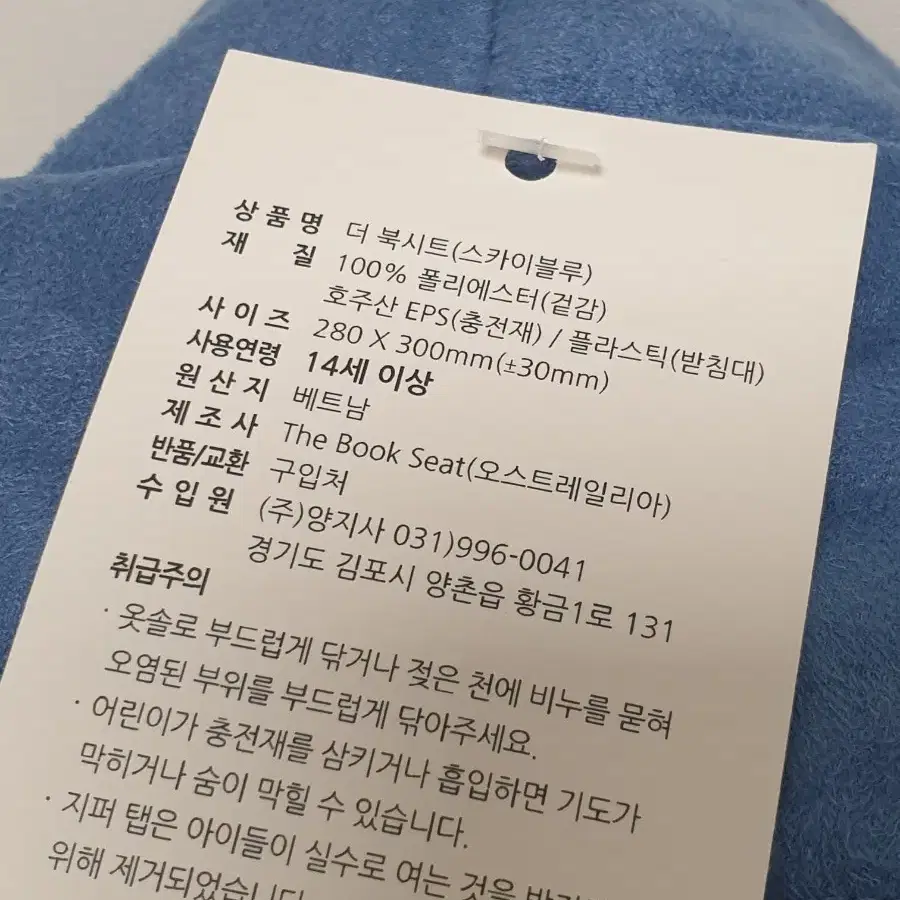 상 품 명 더 북시트(스카이블루)
재 질 100% 폴리에스터(겉감)
호주산 EPS(충전재) / 플라스틱(받침대)
사 이 즈 280 X 300mm(±30mm)
사용연령 14세 이상
원 산 지 베트남
제 조 사 The Book Seat(오스트레일리아)
반품/교환 구입처
수 입 원 (주)양지사 031)996-0041
경기도 김포시 양촌읍 황금1로 131
취급주의
· 옷솔로 부드럽게 닦거나 젖은 천에 비누를 묻혀
오염된 부위를 부드럽게 닦아주세요.
· 어린이가 충전재를 삼키거나 흡입하면 기도가
막히거나 숨이 막힐 수 있습니다.
· 지퍼 탭은 아이들이 실수로 여는 것을
위해 제거되었습니다